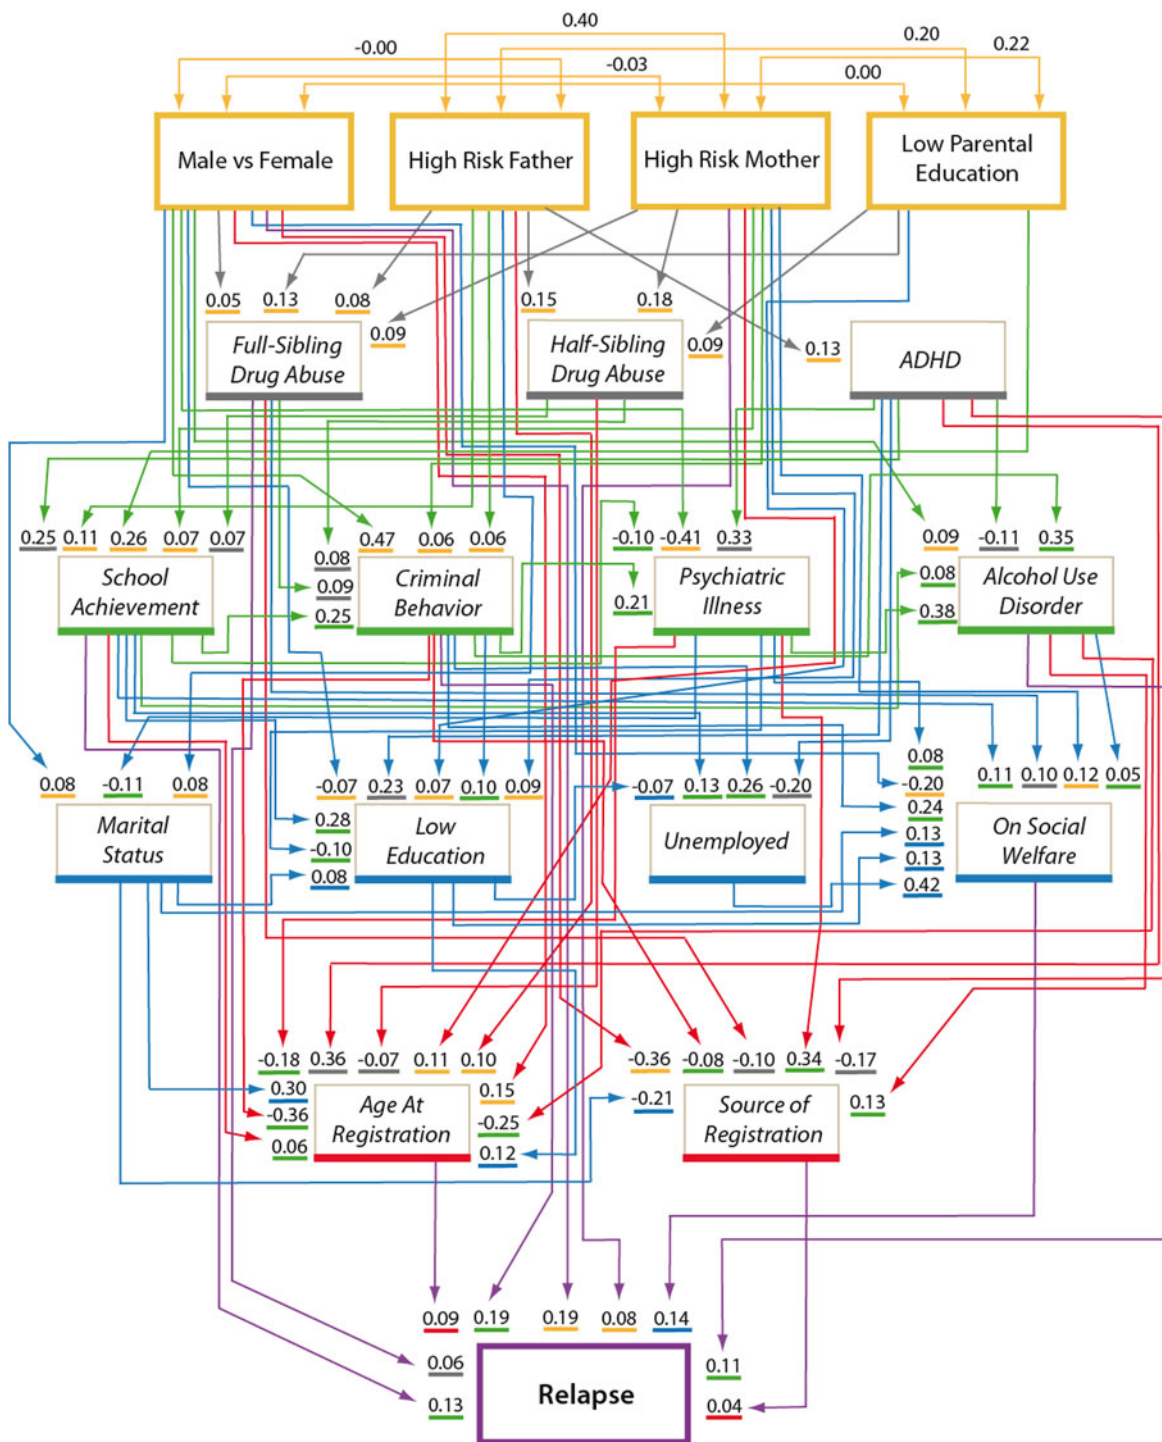 0.40
-0.00
0.20
0.22
-0.03
0.00
Male vs Female
High Risk Father
High Risk Mother
Low Parental
Education
0.05
0.13
0.08
0.15
0.18
0.09
0.09
0.13
Full-Sibling
Drug Abuse
Half-Sibling
Drug Abuse
ADHD
0.25
0.11
0.26
0.07
0.07
0.08
0.09
0.25
0.47
0.06
0.06
-0.10
-0.41
0.33
0.21
0.09
-0.11
0.35
0.08
0.38
School
Achievement
Criminal
Behavior
Psychiatric
Illness
Alcohol Use
Disorder
0.08
-0.11
0.08
-0.07
0.23
0.07
0.10
0.09
0.28
-0.10
0.08
-0.07
0.13
0.26
-0.20
0.08
-0.20
0.24
0.13
0.13
0.42
0.11
0.10
0.12
0.05
Marital
Status
Low
Education
Unemployed
On Social
Welfare
-0.18
0.36
-0.07
0.11
0.10
0.30
-0.36
0.06
0.15
-0.25
0.12
Age At
Registration
-0.36
-0.08
-0.10
0.34
-0.17
-0.21
0.13
Source of
Registration
0.09
0.19
0.19
0.08
0.14
0.06
0.13
0.11
0.04
Relapse